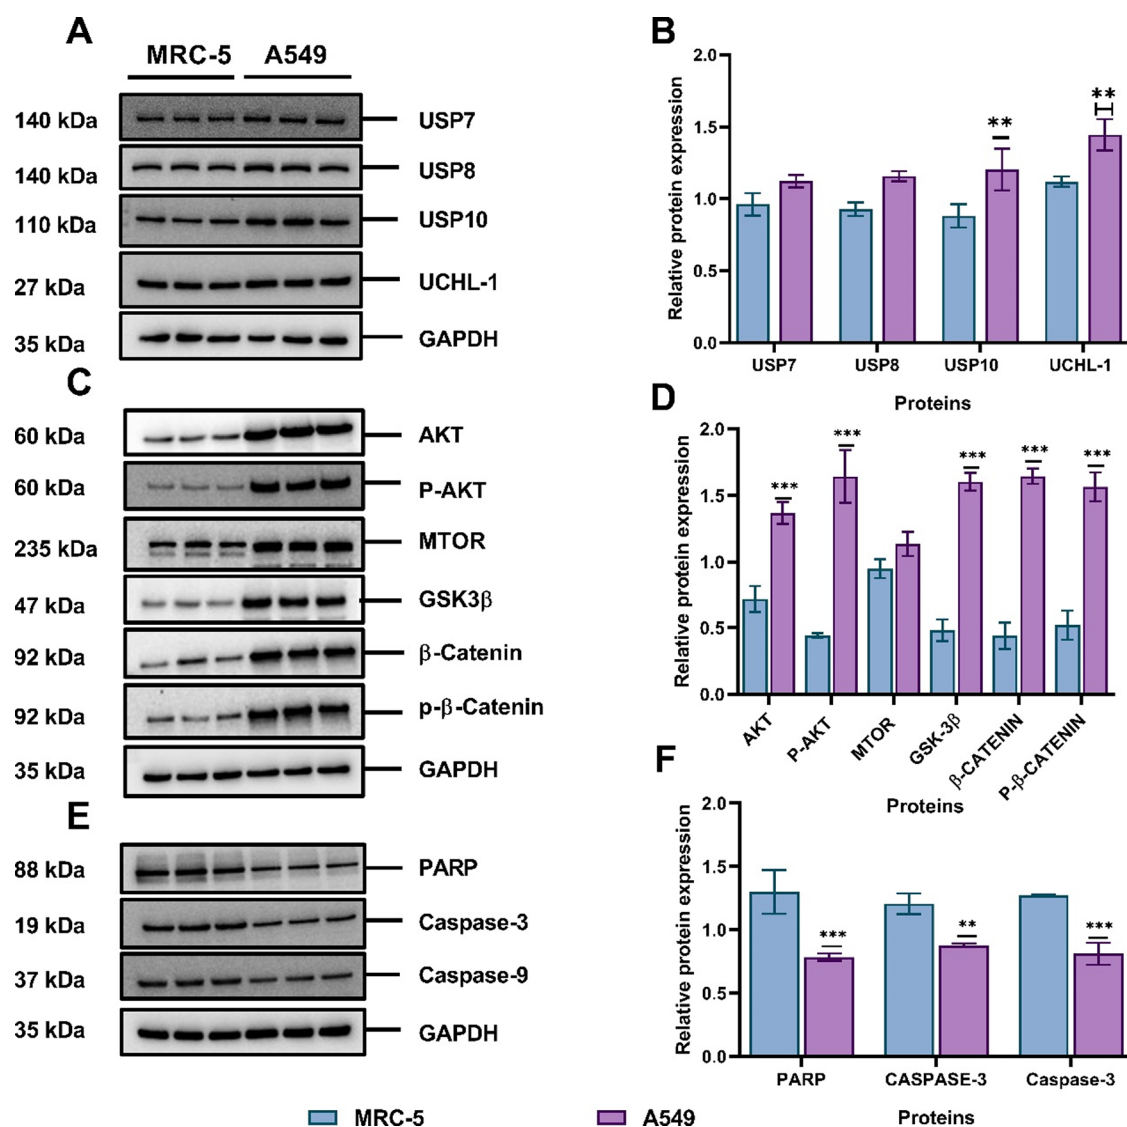 A
MRC-5 A549
140 kDa USP7
140 kDa USP8
110 kDa USP10
27 kDa UCHL-1
35 kDa GAPDH
B
Relative protein expression
2.0
1.5
1.0
0.5
0.0
** **
USP7 USP8 USP10 UCHL-1
Proteins
C
60 kDa AKT
60 kDa P-AKT
235 kDa MTOR
47 kDa GSK3β
92 kDa β-Catenin
92 kDa p-β-Catenin
35 kDa GAPDH
D
Relative protein expression
2.0
1.5
1.0
0.5
0.0
*** *** *** *** ***
AKT P-AKT MTOR GSK-3β β-CATENIN P-β-CATENIN
Proteins
E
88 kDa PARP
19 kDa Caspase-3
37 kDa Caspase-9
35 kDa GAPDH
F
Relative protein expression
2.0
1.5
1.0
0.5
0.0
*** ** ***
PARP CASPASE-3 Caspase-3
Proteins
MRC-5 A549